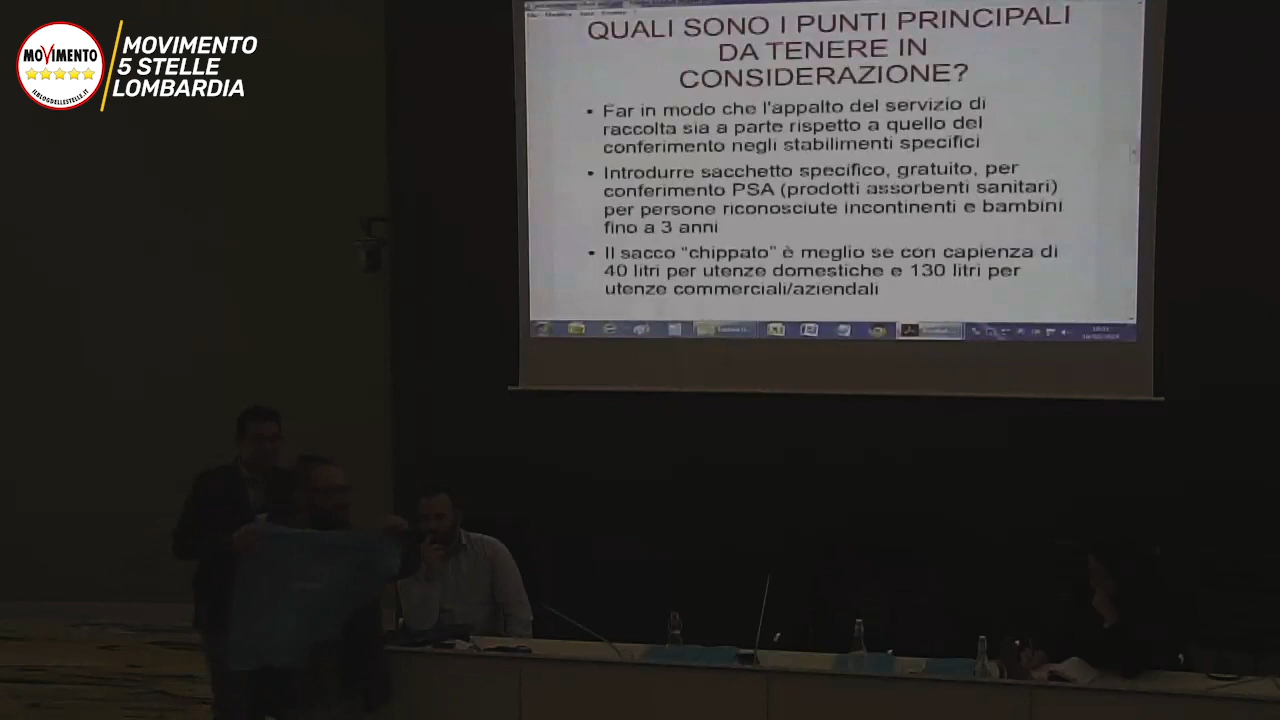 MOVIMENTO
ILBLOGDELLESTELLE.IT
MOVIMENTO
5 STELLE
LOMBARDIA
QUALI SONO I PUNTI PRINCIPALI
DA TENERE IN
CONSIDERAZIONE?
• Far in modo che l'appalto del servizio di
raccolta sia a parte rispetto a quello del
conferimento negli stabilimenti specifici
• Introdurre sacchetto specifico, gratuito, per
conferimento PSA (prodotti assorbenti sanitari)
per persone riconosciute incontinenti e bambini
fino a 3 anni
• Il sacco "chippato" è meglio se con capienza di
40 litri per utenze domestiche e 130 litri per
utenze commerciali/aziendali